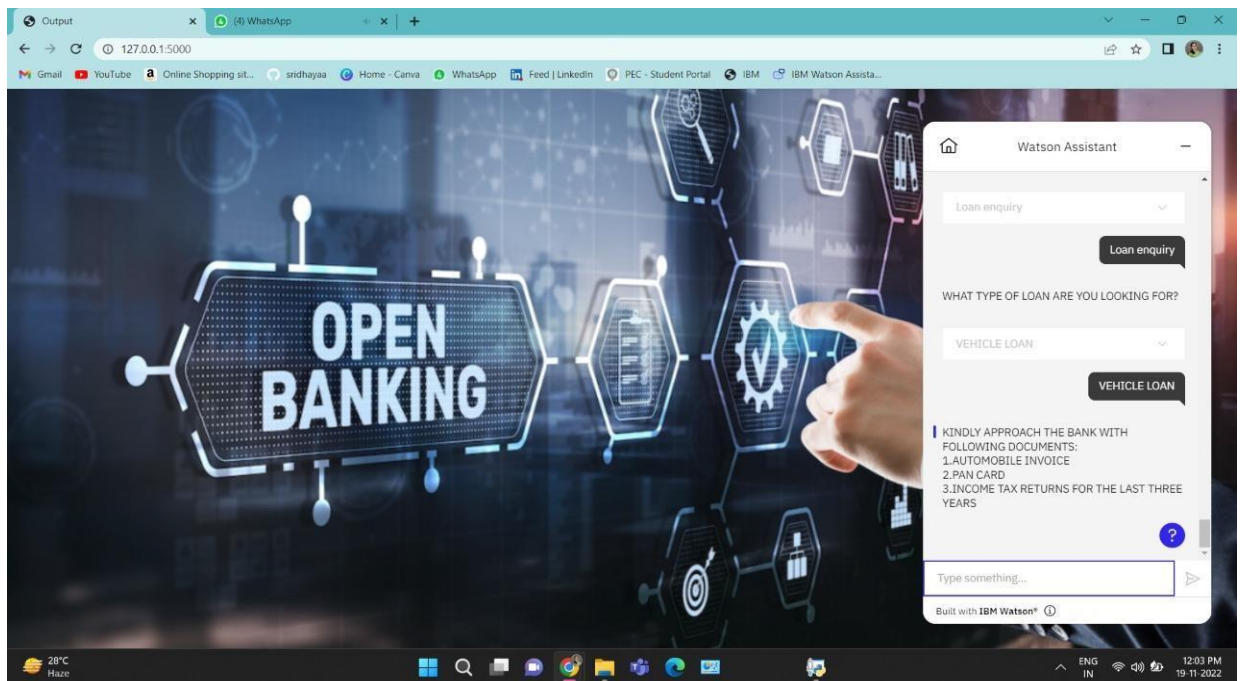 Output
(4) WhatsApp
127.0.0.1:5000
Gmail
YouTube
Online Shopping sit...
sridhayaa
Home - Canva
WhatsApp
Feed | LinkedIn
PEC - Student Portal
IBM
IBM Watson Assista...
OPEN
BANKING
Watson Assistant
Loan enquiry
Loan enquiry
WHAT TYPE OF LOAN ARE YOU LOOKING FOR?
VEHICLE LOAN
VEHICLE LOAN
KINDLY APPROACH THE BANK WITH
FOLLOWING DOCUMENTS:
1.AUTOMOBILE INVOICE
2.PAN CARD
3.INCOME TAX RETURNS FOR THE LAST THREE
YEARS
?
Type something...
Built with IBM Watson®
28°C
Haze
ENG
IN
12:03 PM
19-11-2022